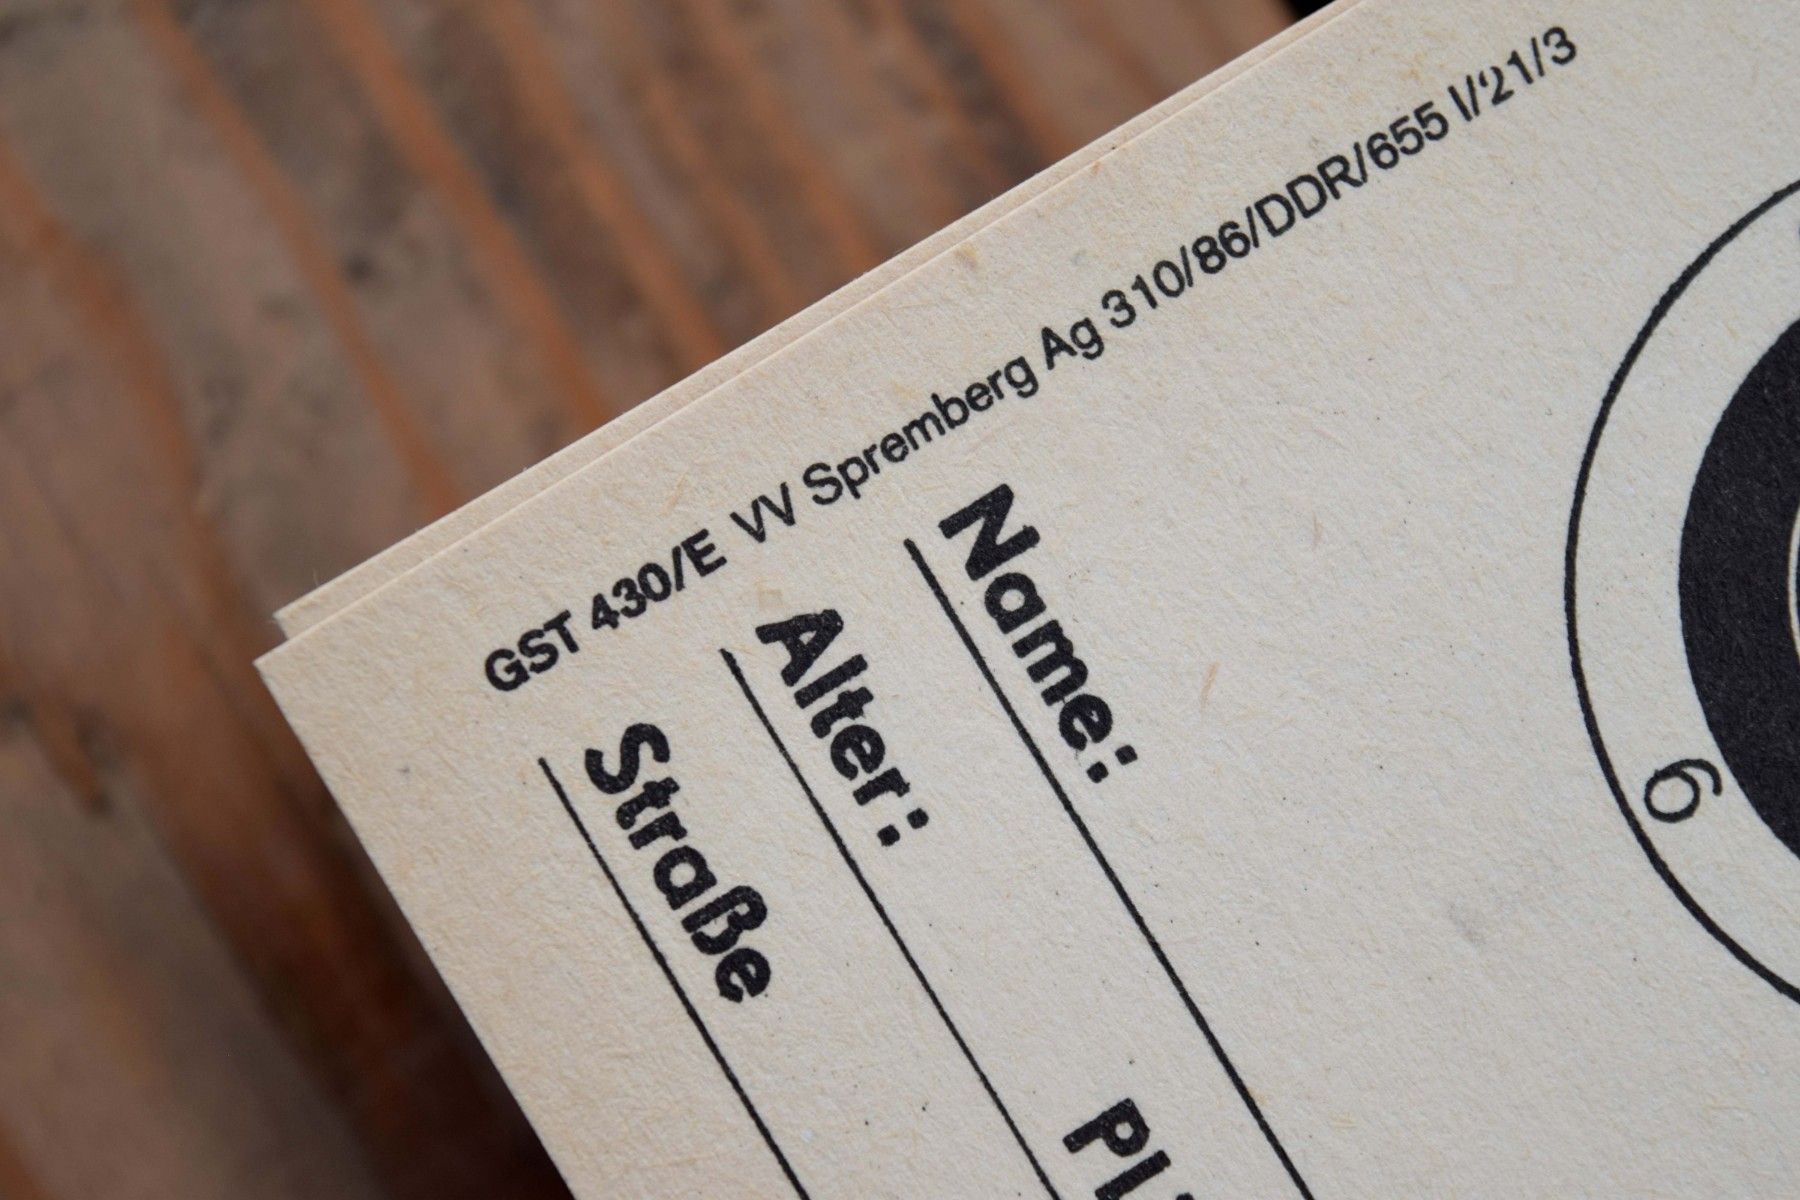 GST 430/E VV Spremberg Ag 310/86/DDR/655 I/21/3
Name:
Alter:
Straße
6